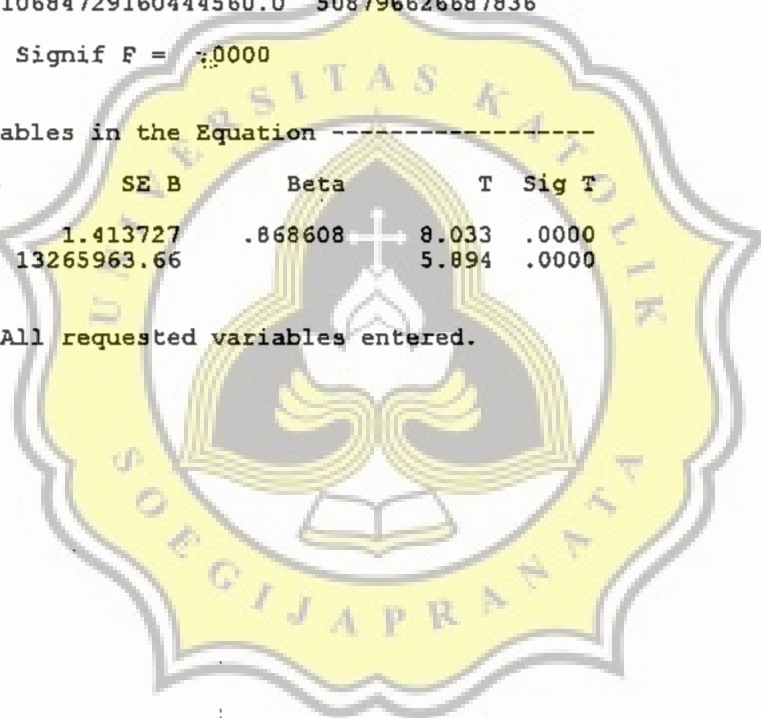 10684729160444560.0 508796626687836
Signif F = .0000
ables in the Equation ------------------
SE B Beta T Sig T
1.413727 .868608 8.033 .0000
13265963.66 5.894 .0000
All requested variables entered.
UNIVERSITAS KATOLIK
SOEGIJAPRANATA